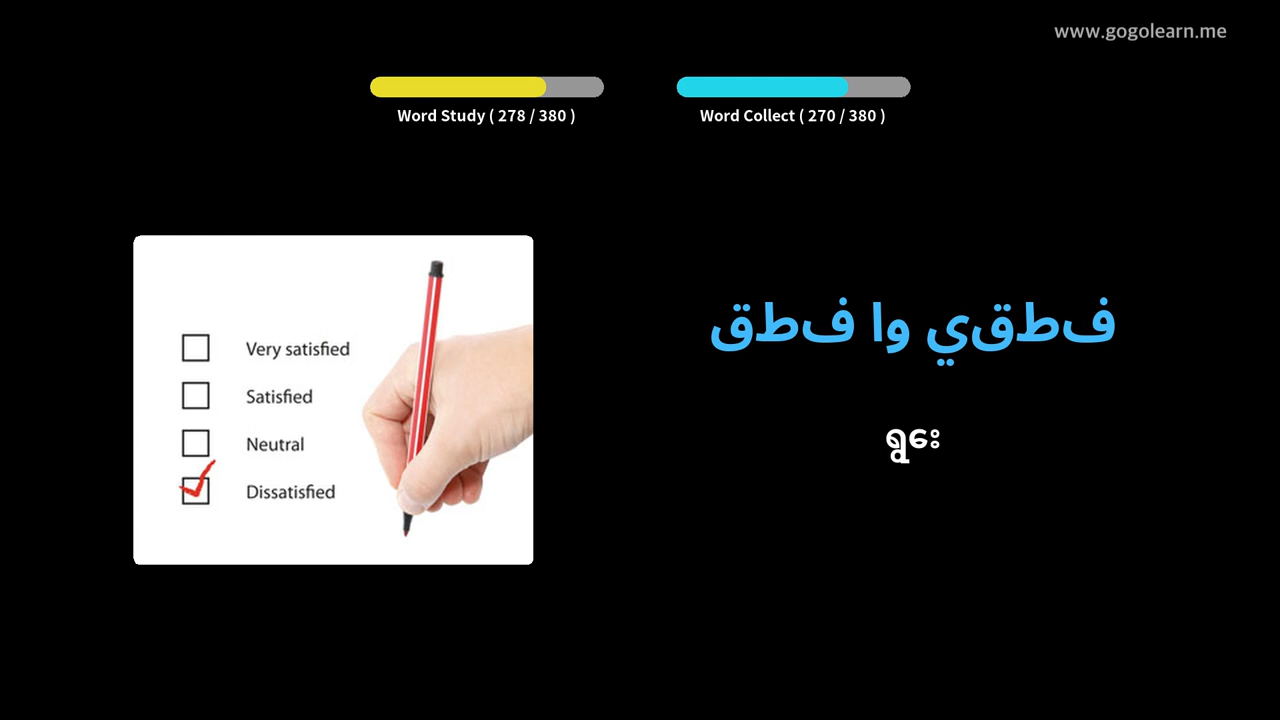 www.gogolearn.me
Word Study ( 278 / 380 )
Word Collect ( 270 / 380 )
Very satisfied
Satisfied
Neutral
Dissatisfied
فطقي وا فطق
ရွေး